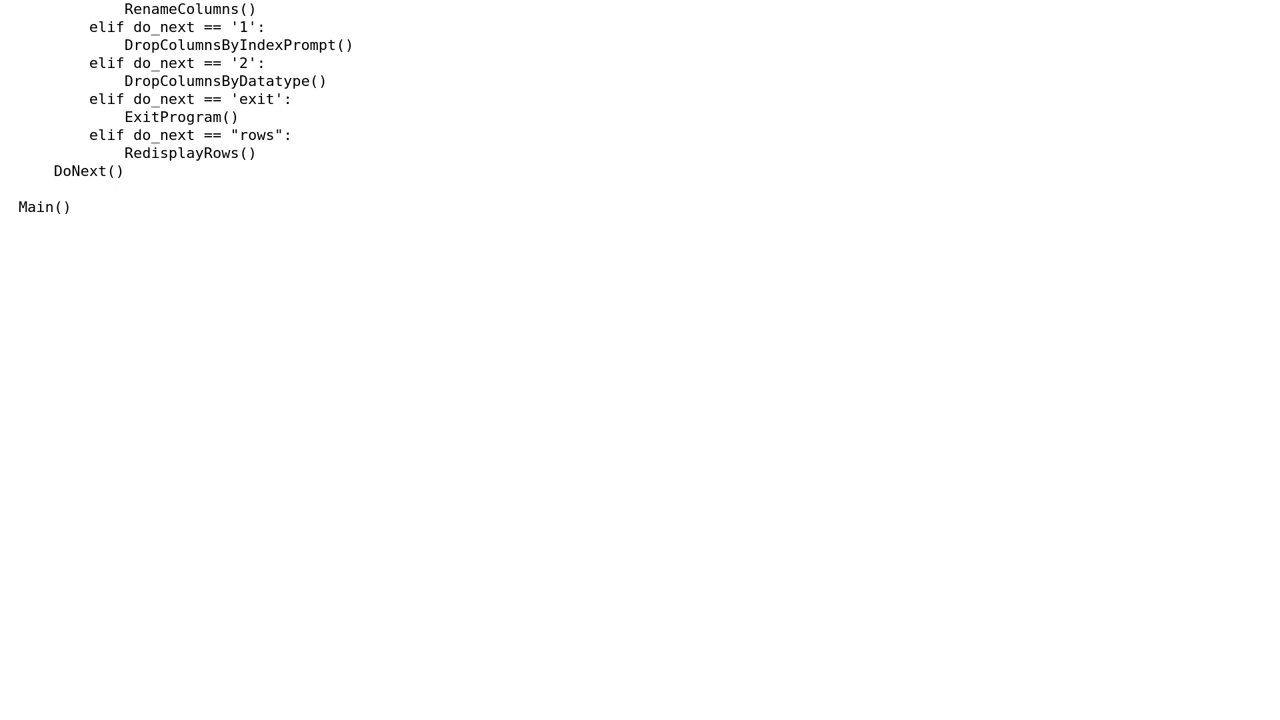 RenameColumns()
elif do_next == '1':
DropColumnsByIndexPrompt()
elif do_next == '2':
DropColumnsByDatatype()
elif do_next == 'exit':
ExitProgram()
elif do_next == "rows":
RedisplayRows()
DoNext()
Main()